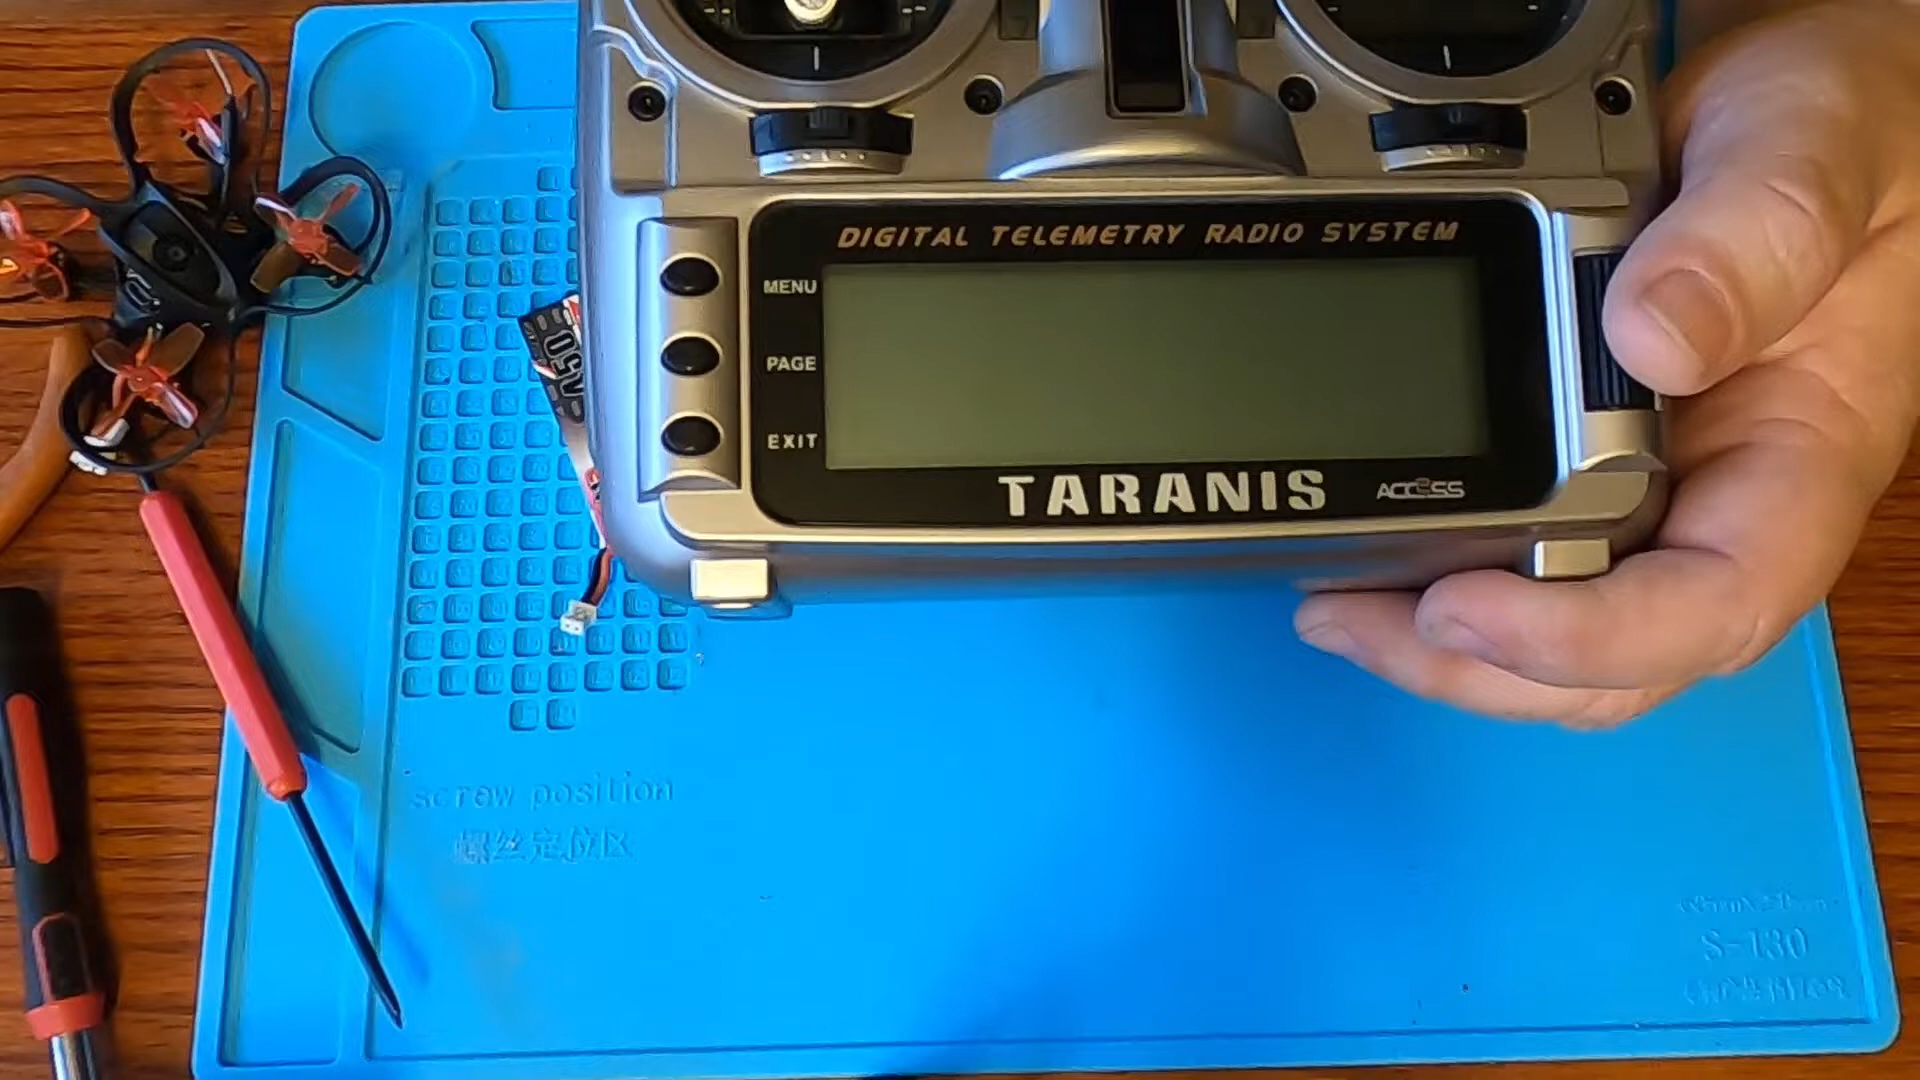 DIGITAL TELEMETRY RADIO SYSTEM
MENU
PAGE
EXIT
TARANIS
ACCESS
screw position
螺丝定位区
S-130